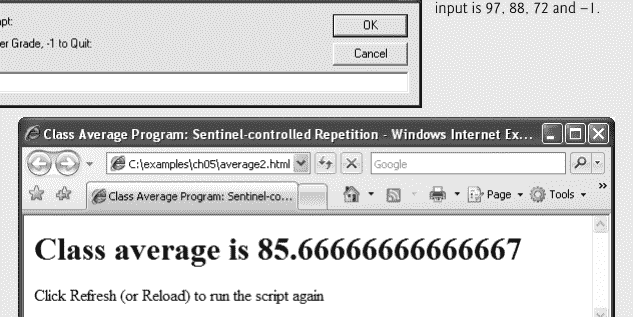 input is 97, 88, 72 and –1.
OK
er Grade, -1 to Quit:
Cancel
Class Average Program: Sentinel-controlled Repetition - Windows Internet Ex...
C:\examples\ch05\average2.html
Google
Class Average Program: Sentinel-co...
Page
Tools
»
Class average is 85.66666666666667
Click Refresh (or Reload) to run the script again